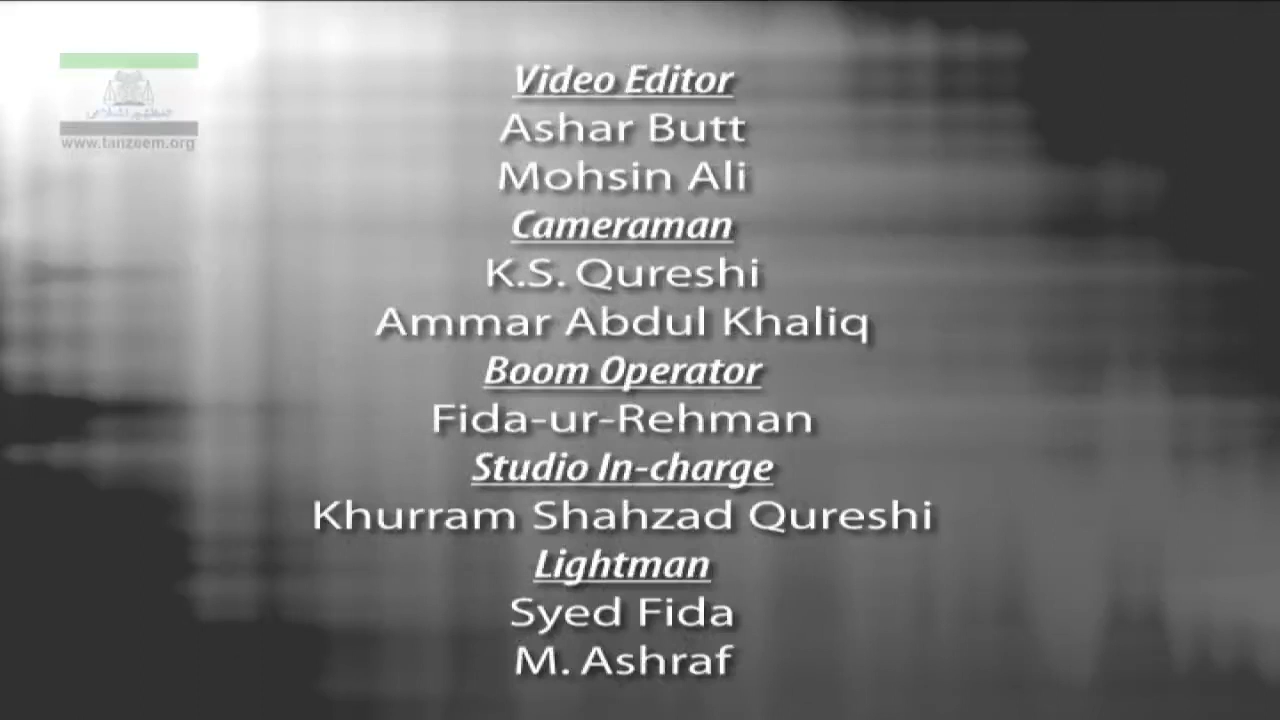 www.tanzeem.org
Video Editor
Ashar Butt
Mohsin Ali
Cameraman
K.S. Qureshi
Ammar Abdul Khaliq
Boom Operator
Fida-ur-Rehman
Studio In-charge
Khurram Shahzad Qureshi
Lightman
Syed Fida
M. Ashraf